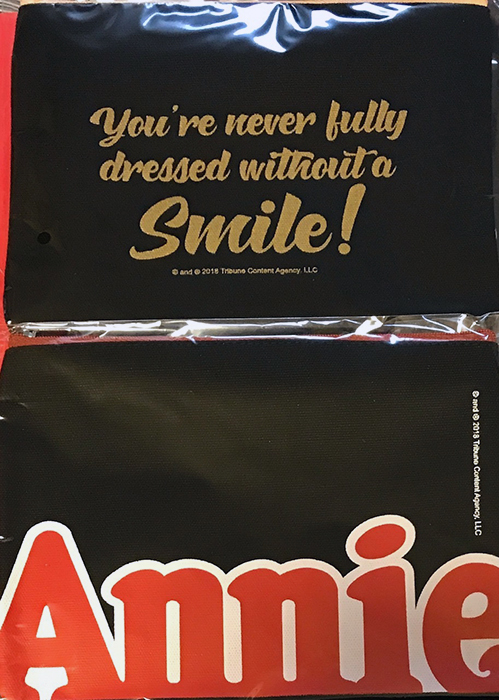 You're never fully
dressed without a
Smile!
© and ® 2018 Tribune Content Agency, LLC
© and ® 2018 Tribune Content Agency, LLC
Annie